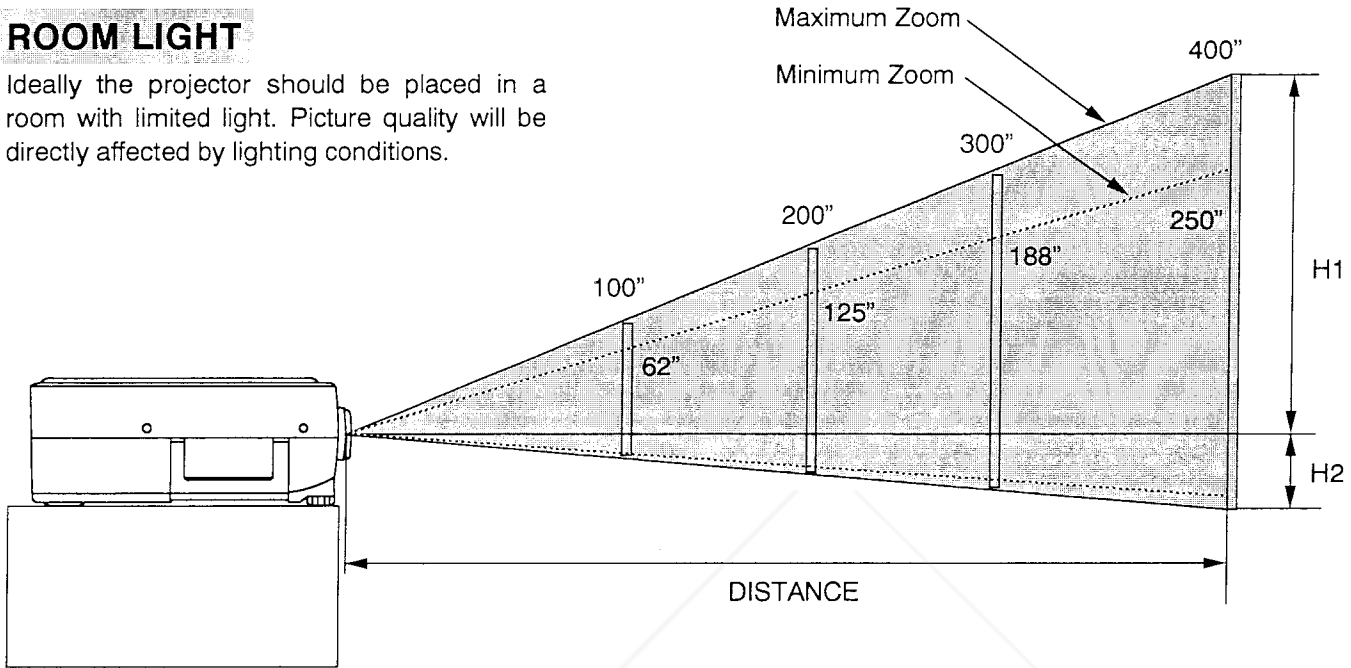 ROOM LIGHT
Ideally the projector should be placed in a
room with limited light. Picture quality will be
directly affected by lighting conditions.
Maximum Zoom
Minimum Zoom
400”
300”
200”
100”
250”
188”
125”
62”
H1
H2
DISTANCE